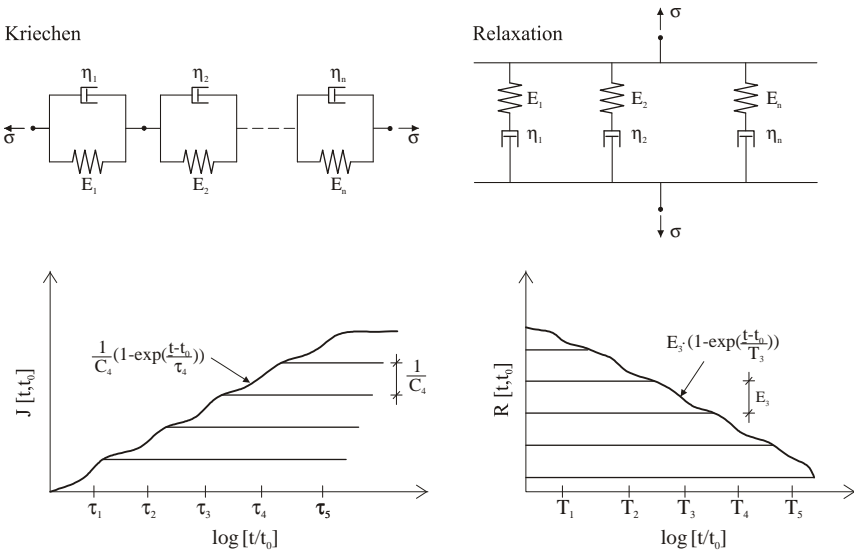 Kriechen
η₁ η₂ ηₙ
σ σ
E₁ E₂ Eₙ
Relaxation
σ
E₁ E₂ Eₙ
η₁ η₂ ηₙ
σ
J [t,t₀]
1/C₄ (1-exp(t-t₀/τ₄))
1/C₄
τ₁ τ₂ τ₃ τ₄ τ₅
log [t/t₀]
R [t,t₀]
E₃·(1-exp(t-t₀/T₃))
E₃
T₁ T₂ T₃ T₄ T₅
log [t/t₀]